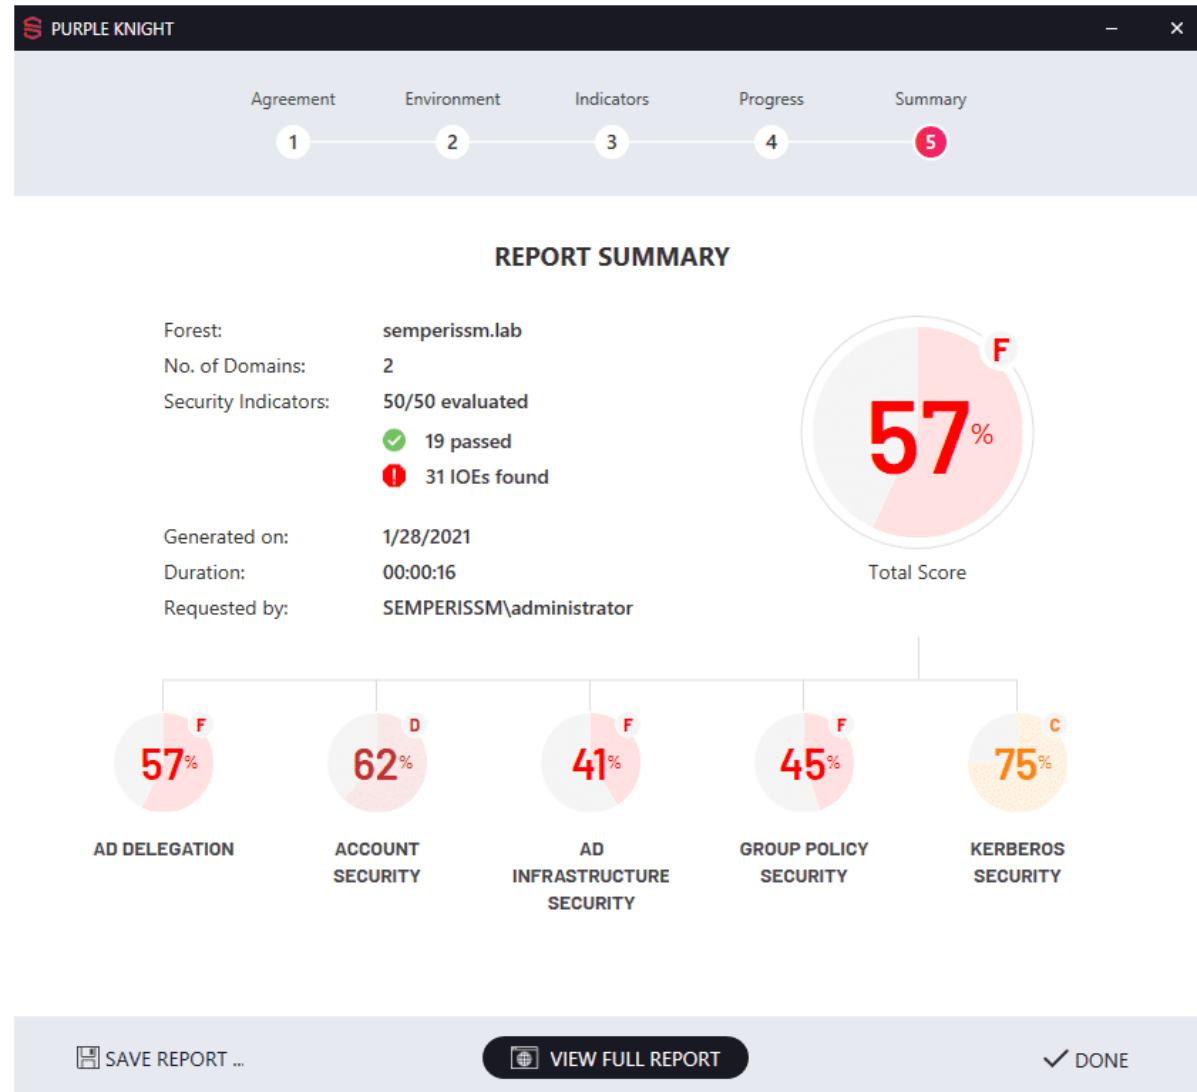 PURPLE KNIGHT
Agreement Environment Indicators Progress Summary
1 2 3 4 5
REPORT SUMMARY
Forest: semperissm.lab
No. of Domains: 2
Security Indicators: 50/50 evaluated
19 passed
31 IOEs found
Generated on: 1/28/2021
Duration: 00:00:16
Requested by: SEMPERISSM\administrator
F
57%
Total Score
F D F F C
57% 62% 41% 45% 75%
AD DELEGATION
ACCOUNT
SECURITY
AD
INFRASTRUCTURE
SECURITY
GROUP POLICY
SECURITY
KERBEROS
SECURITY
SAVE REPORT ... VIEW FULL REPORT DONE